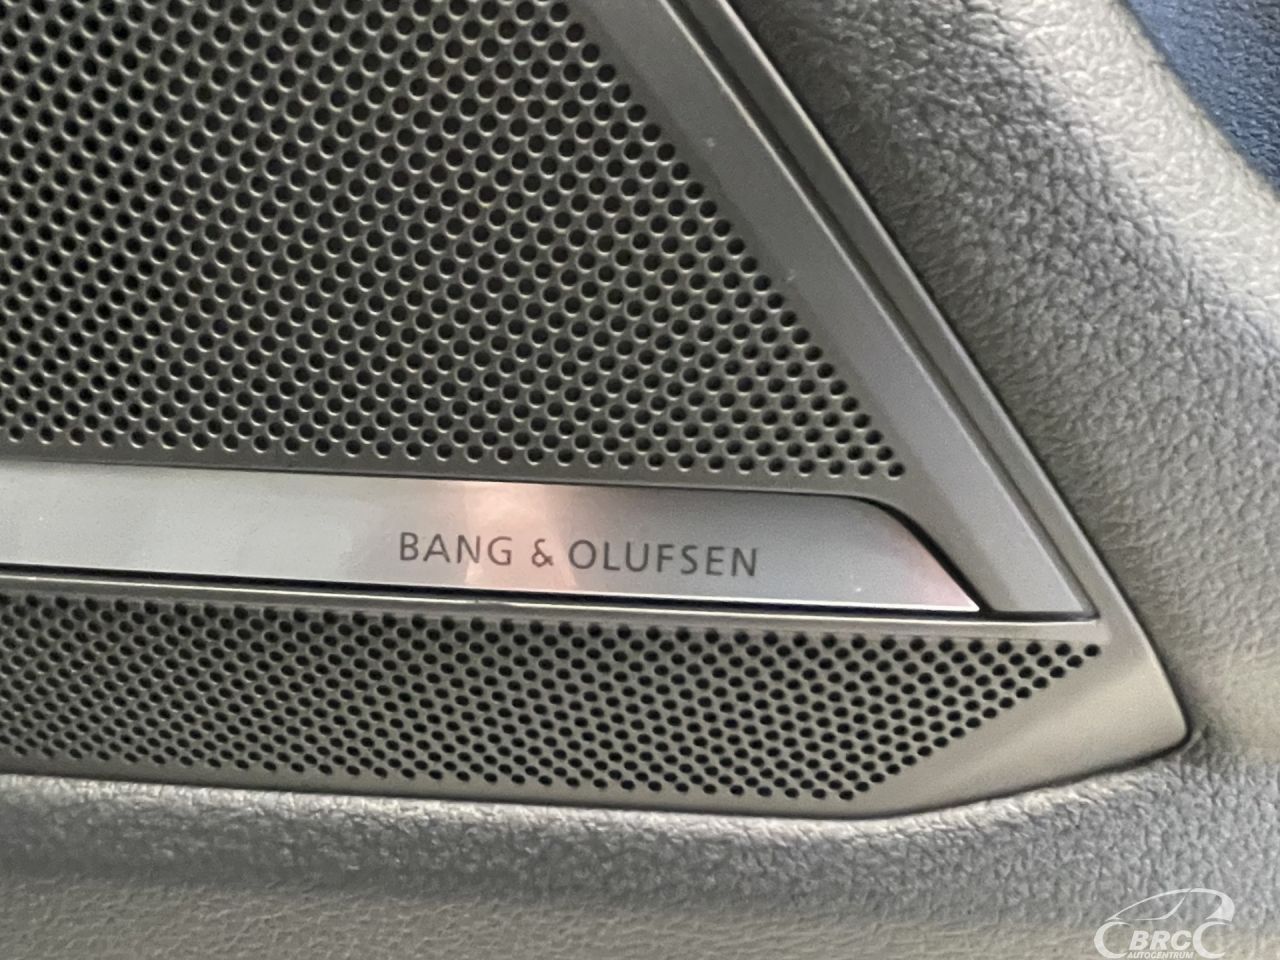 BANG & OLUFSEN
BRC
AUTOCENTRUM